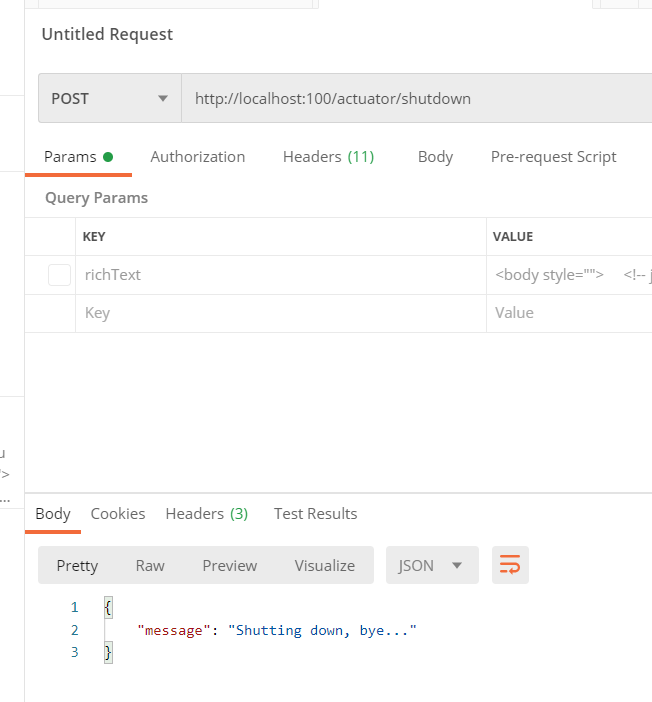 Untitled Request
POST http://localhost:100/actuator/shutdown
Params Authorization Headers (11) Body Pre-request Script
Query Params
KEY VALUE
richText <body style=""> <!-- j
Key Value
u
">
...
Body Cookies Headers (3) Test Results
Pretty Raw Preview Visualize JSON
1 {
2 "message": "Shutting down, bye..."
3 }